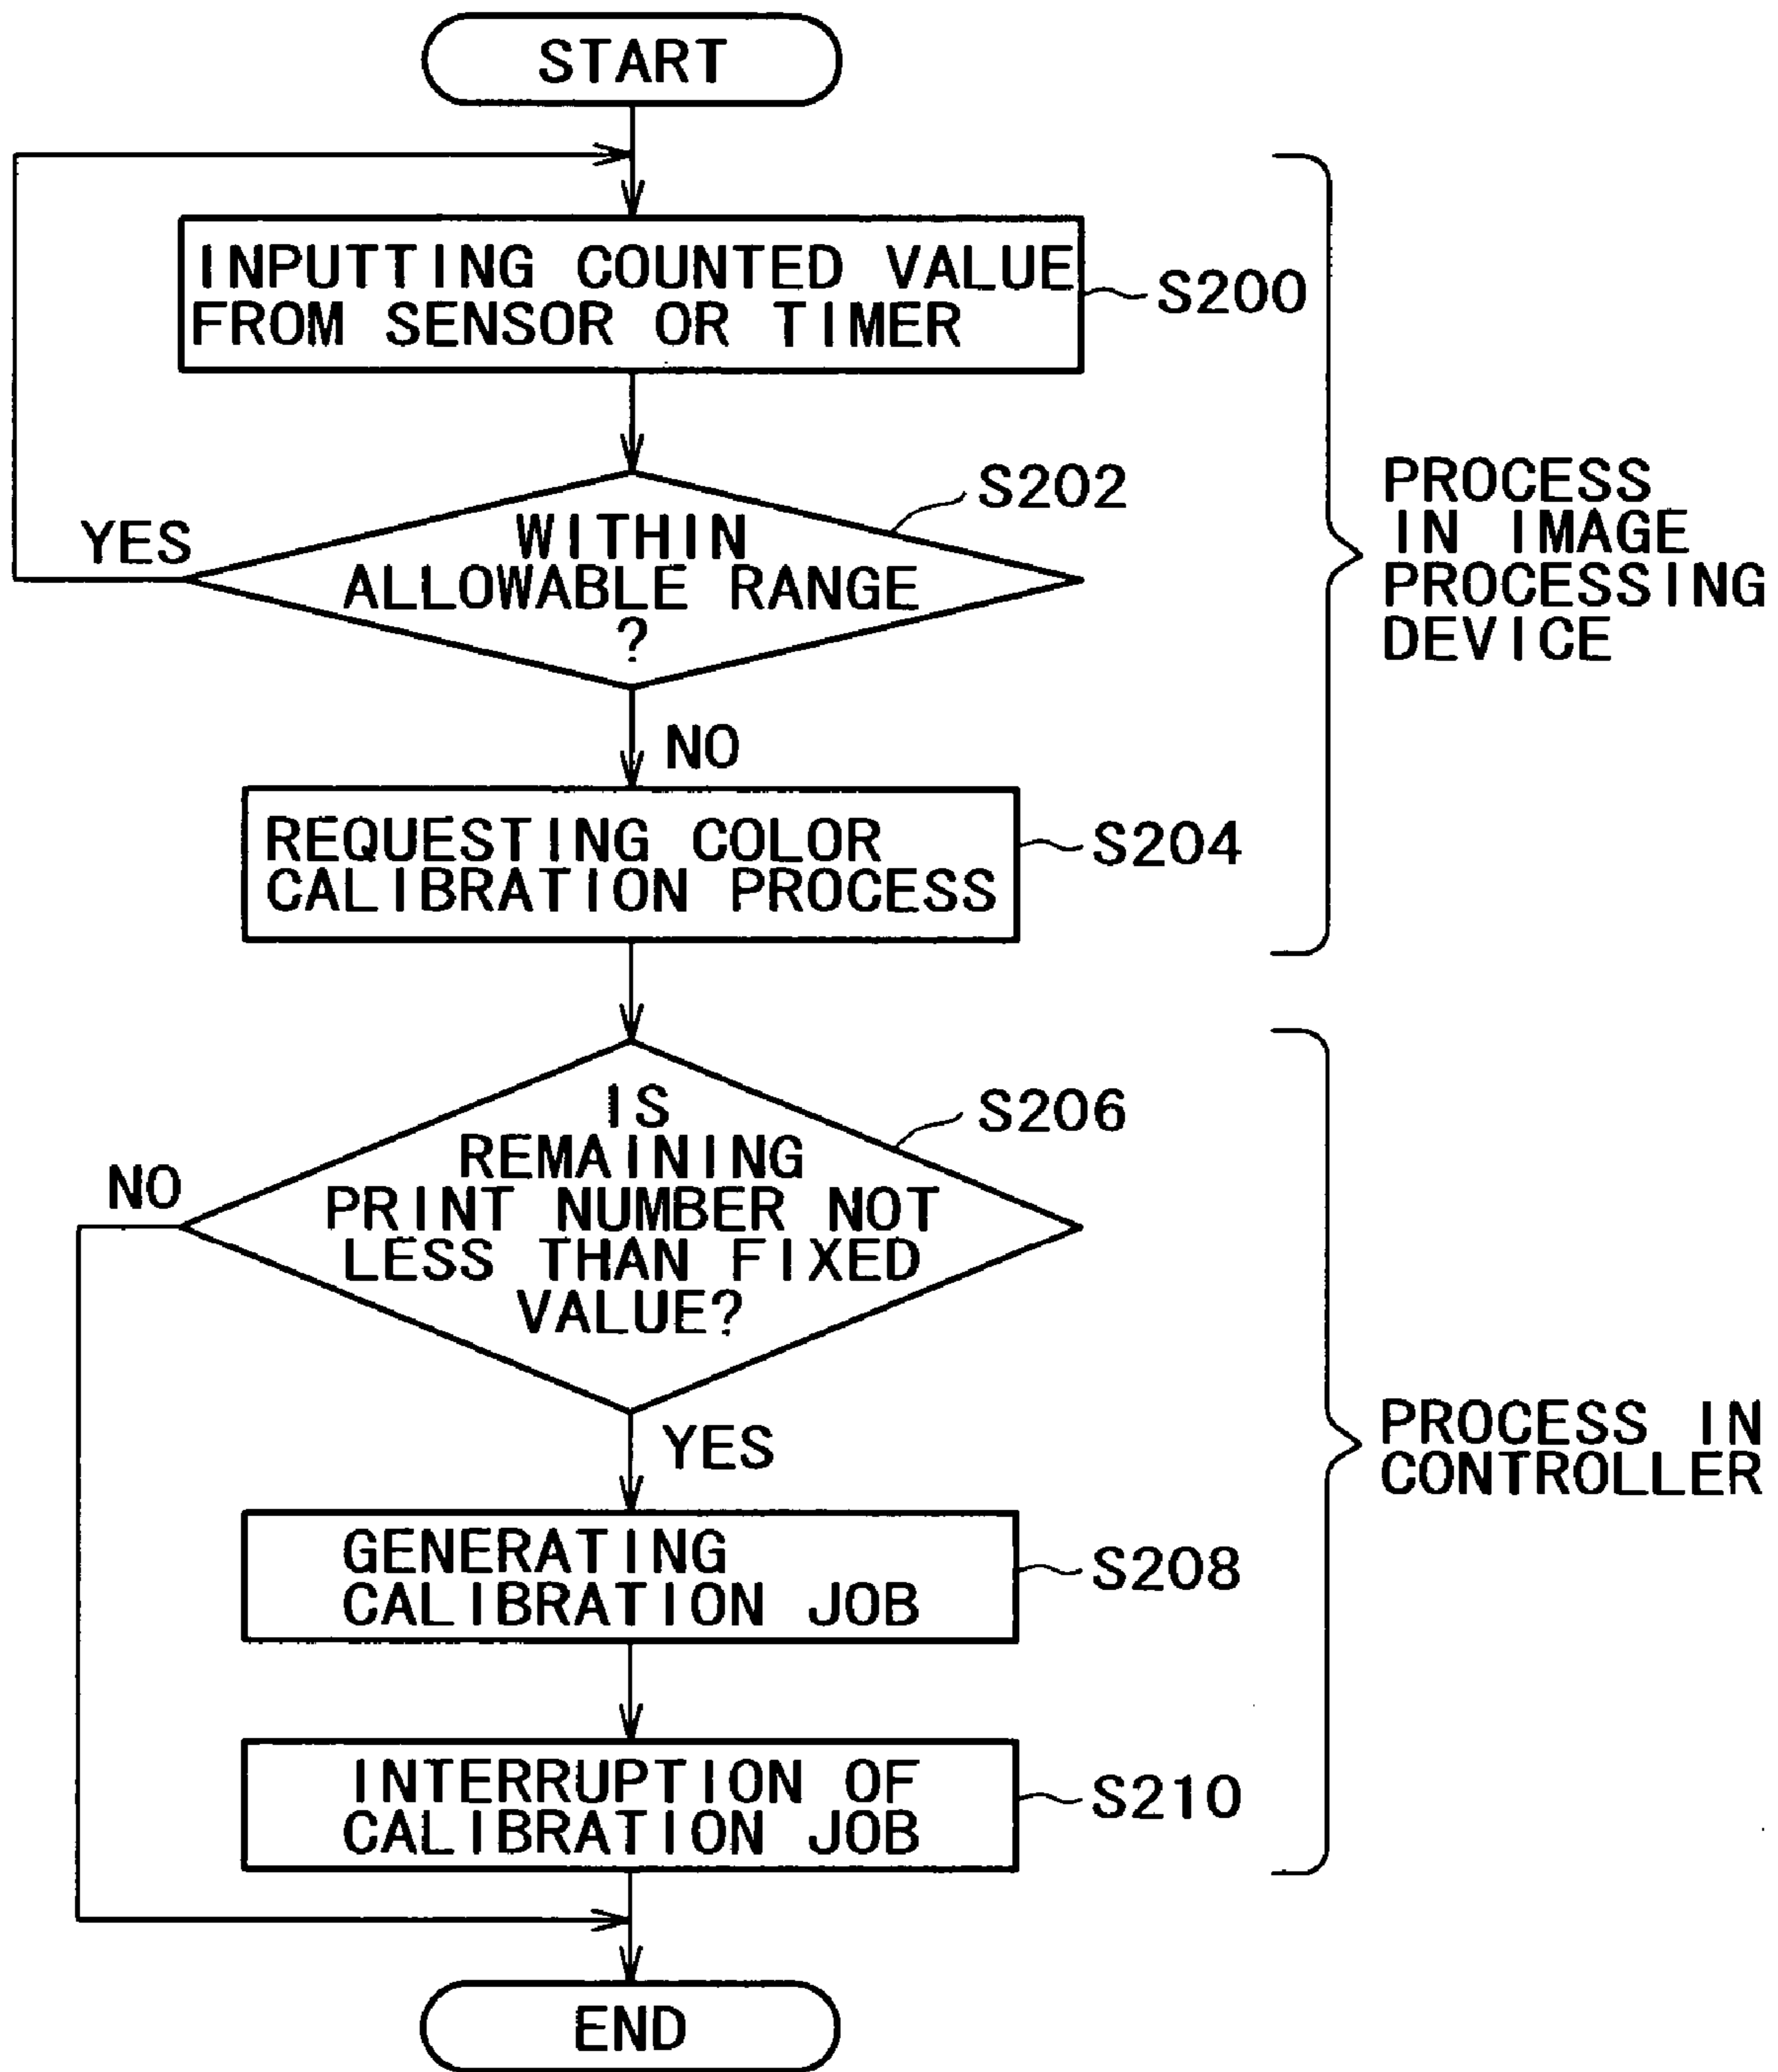 START
INPUTTING COUNTED VALUE
FROM SENSOR OR TIMER
S200
S202
WITHIN
ALLOWABLE RANGE
?
YES
NO
REQUESTING COLOR
CALIBRATION PROCESS
S204
PROCESS
IN IMAGE
PROCESSING
DEVICE
IS
REMAINING
PRINT NUMBER NOT
LESS THAN FIXED
VALUE?
S206
NO
YES
GENERATING
CALIBRATION JOB
S208
INTERRUPTION OF
CALIBRATION JOB
S210
PROCESS IN
CONTROLLER
END